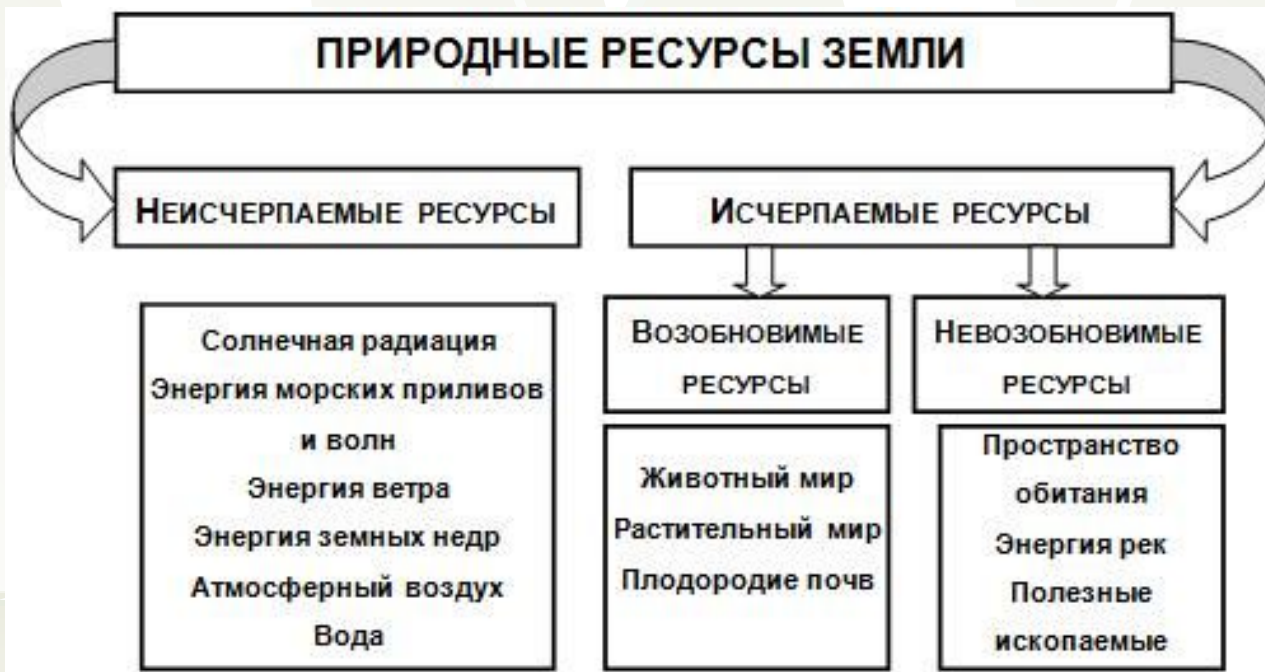 ПРИРОДНЫЕ РЕСУРСЫ ЗЕМЛИ
НЕИСЧЕРПАЕМЫЕ РЕСУРСЫ
ИСЧЕРПАЕМЫЕ РЕСУРСЫ
Солнечная радиация
Энергия морских приливов
и волн
Энергия ветра
Энергия земных недр
Атмосферный воздух
Вода
ВОЗОБНОВИМЫЕ
РЕСУРСЫ
Животный мир
Растительный мир
Плодородие почв
НЕВОЗОБНОВИМЫЕ
РЕСУРСЫ
Пространство
обитания
Энергия рек
Полезные
ископаемые